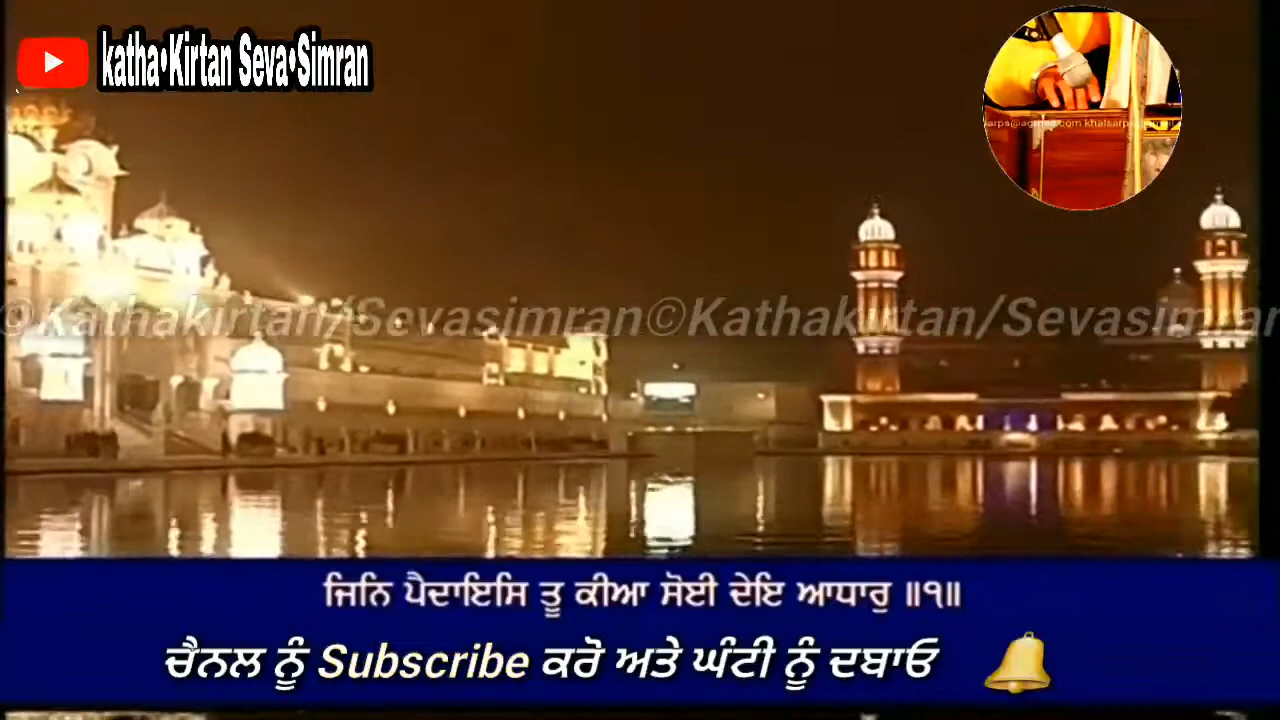 katha•Kirtan Seva•Simran
©Kathakirtan/Sevasimran©Kathakirtan/Sevasimran
ਜਿਨਿ ਪੈਦਾਇਸਿ ਤੂ ਕੀਆ ਸੋਈ ਦੇਇ ਆਧਾਰੁ ॥੧॥
ਚੈਨਲ ਨੂੰ Subscribe ਕਰੋ ਅਤੇ ਘੰਟੀ ਨੂੰ ਦਬਾਓ